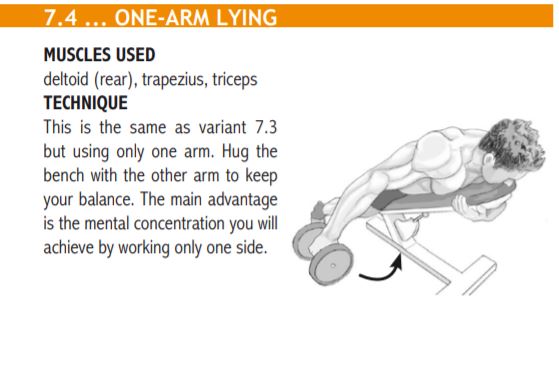 7.4 ... ONE-ARM LYING
MUSCLES USED
deltoid (rear), trapezius, triceps
TECHNIQUE
This is the same as variant 7.3
but using only one arm. Hug the
bench with the other arm to keep
your balance. The main advantage
is the mental concentration you will
achieve by working only one side.